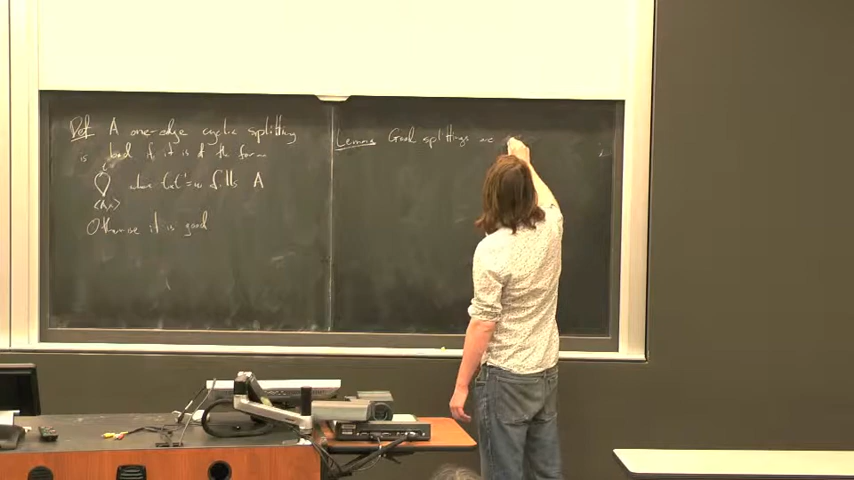 Def A one-edge cyclic splitting
is bad if it is of the form
where = w fills A
Otherwise it is good
Lemma Good splittings are